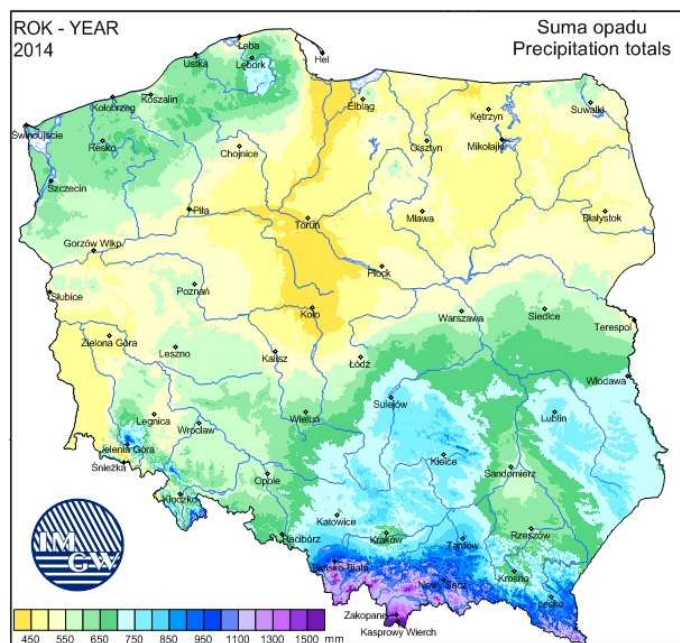 ROK - YEAR
2014
Suma opadu
Precipitation totals
Łeba
Hel
Ustka
Lębork
Koszalin
Kołobrzeg
Elbląg
Kętrzyn
Suwałki
Świnoujście
Resko
Chojnice
Olsztyn
Mikołajki
Szczecin
Piła
Toruń
Mława
Białystok
Gorzów Wlkp.
Płock
Słubice
Poznań
Koło
Warszawa
Siedlce
Terespol
Zielona Góra
Leszno
Kalisz
Łódź
Włodawa
Sulejów
Legnica
Wrocław
Wieluń
Lublin
Jelenia Góra
Śnieżka
Kielce
Opole
Sandomierz
Kłodzko
Katowice
Racibórz
Kraków
Tarnów
Rzeszów
Bielsko Biała
Nowy Sącz
Krosno
Lesko
Zakopane
Kasprowy Wierch
IM
GW
450 550 650 750 850 950 1100 1300 1500 mm